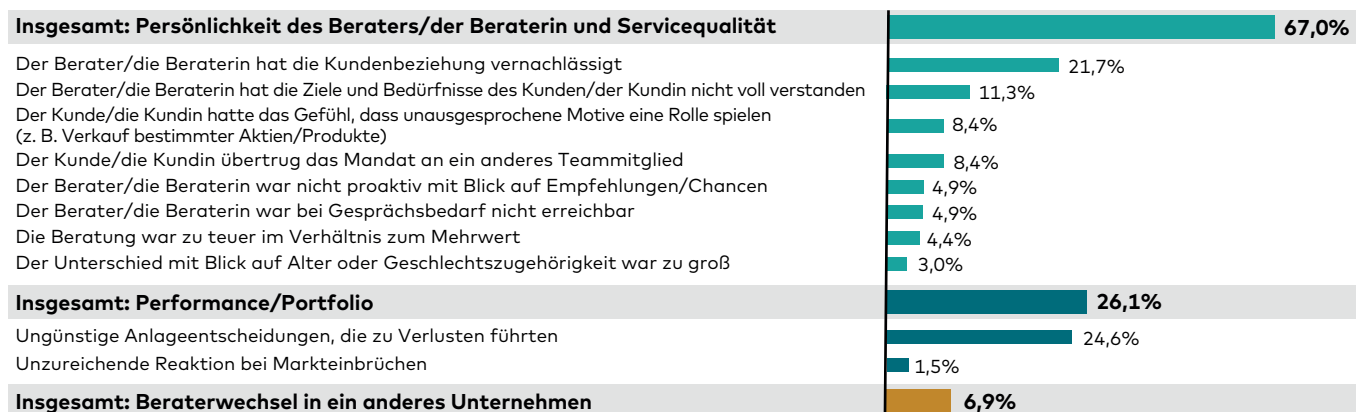 Insgesamt: Persönlichkeit des Beraters/der Beraterin und Servicequalität 67,0%
Der Berater/die Beraterin hat die Kundenbeziehung vernachlässigt 21,7%
Der Berater/die Beraterin hat die Ziele und Bedürfnisse des Kunden/der Kundin nicht voll verstanden 11,3%
Der Kunde/die Kundin hatte das Gefühl, dass unausgesprochene Motive eine Rolle spielen
(z. B. Verkauf bestimmter Aktien/Produkte) 8,4%
Der Kunde/die Kundin übertrug das Mandat an ein anderes Teammitglied 8,4%
Der Berater/die Beraterin war nicht proaktiv mit Blick auf Empfehlungen/Chancen 4,9%
Der Berater/die Beraterin war bei Gesprächsbedarf nicht erreichbar 4,9%
Die Beratung war zu teuer im Verhältnis zum Mehrwert 4,4%
Der Unterschied mit Blick auf Alter oder Geschlechtszugehörigkeit war zu groß 3,0%
Insgesamt: Performance/Portfolio 26,1%
Ungünstige Anlageentscheidungen, die zu Verlusten führten 24,6%
Unzureichende Reaktion bei Markteinbrüchen 1,5%
Insgesamt: Beraterwechsel in ein anderes Unternehmen 6,9%